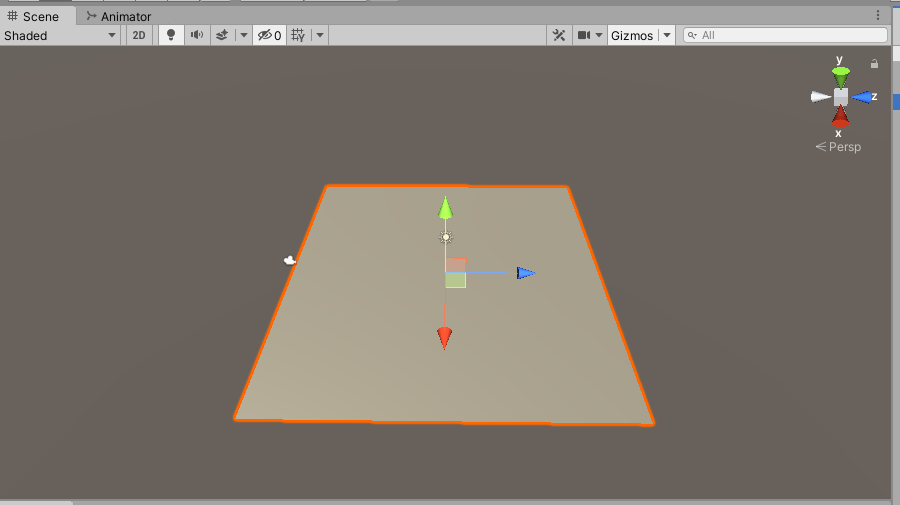 Scene Animator
Shaded 2D 0 Gizmos All
y
z
x
Persp